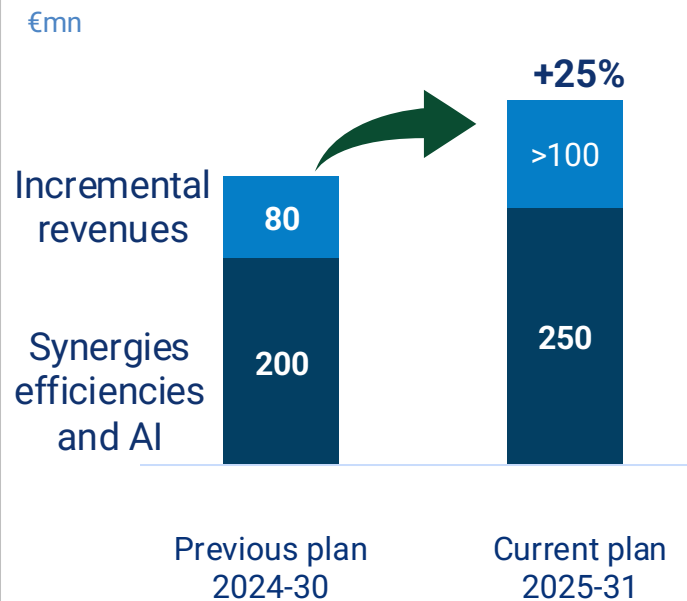 €mn
+25%
>100
Incremental
revenues
80
Synergies
efficiencies
and AI
200
250
Previous plan
2024-30
Current plan
2025-31